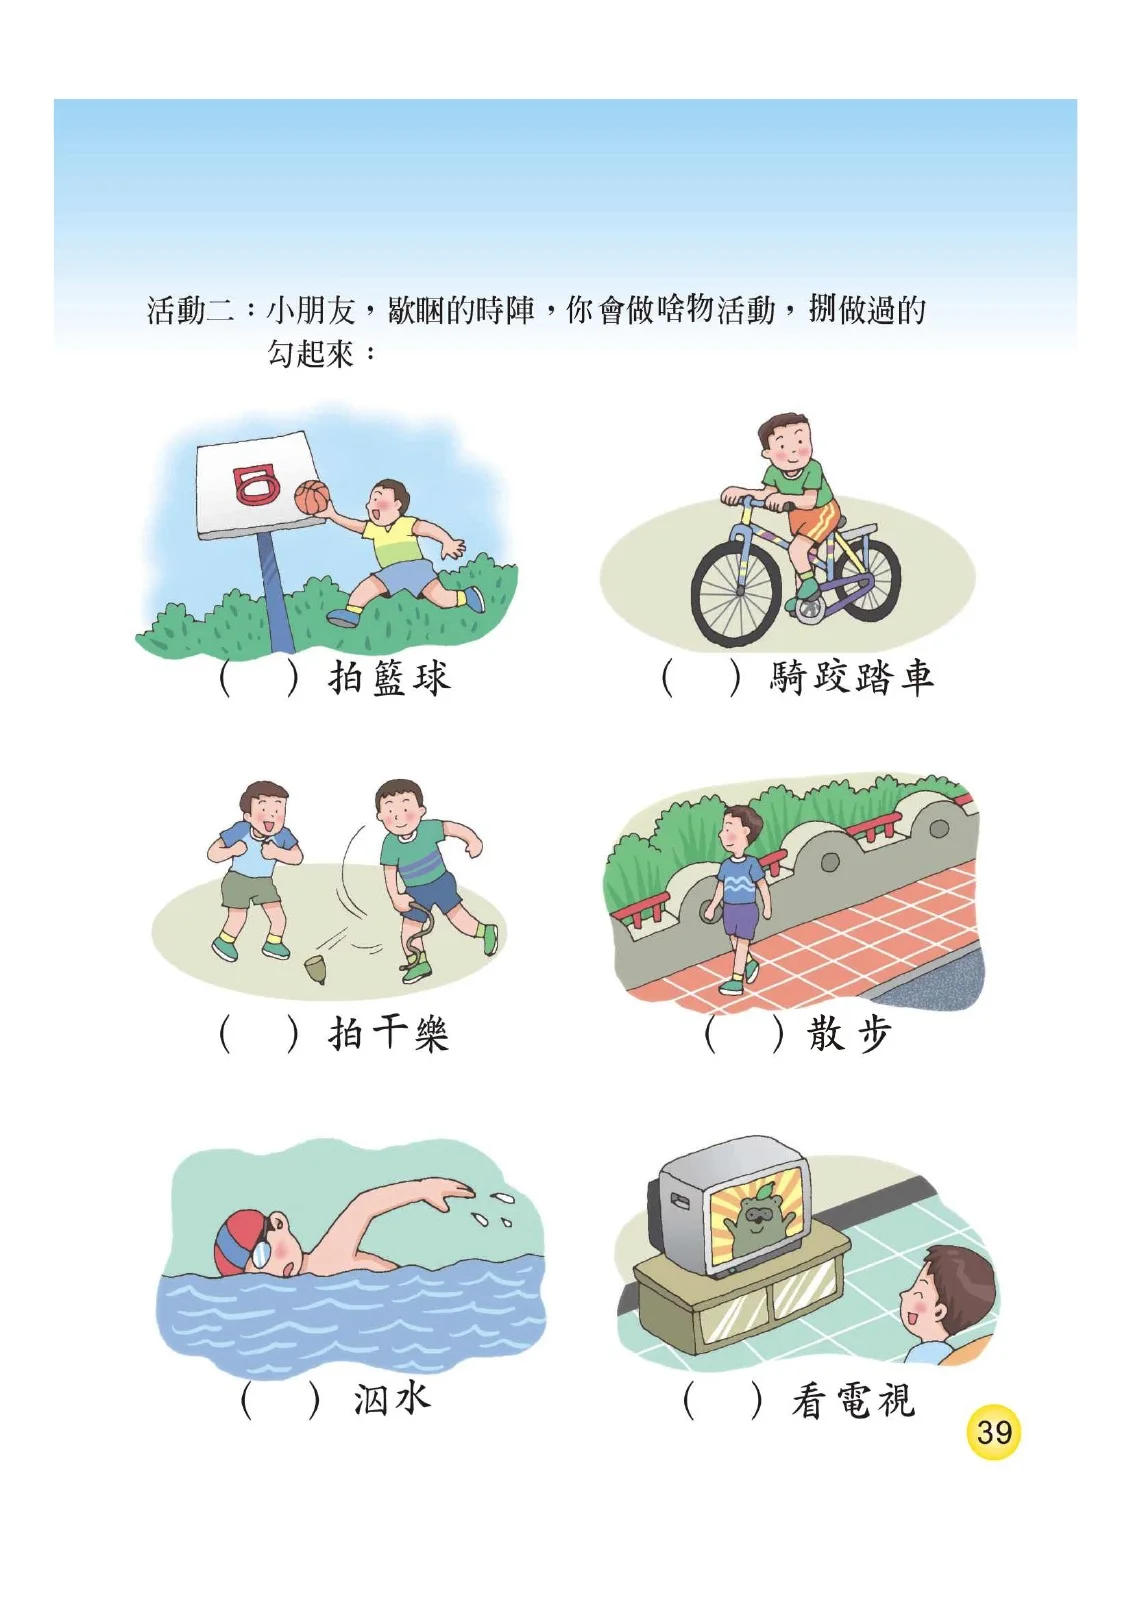 活動二：小朋友，歇睏的時陣，你會做啥物活動，捌做過的
勾起來：
（　）拍籃球
（　）騎跤踏車
（　）拍干樂
（　）散步
（　）泅水
（　）看電視
39